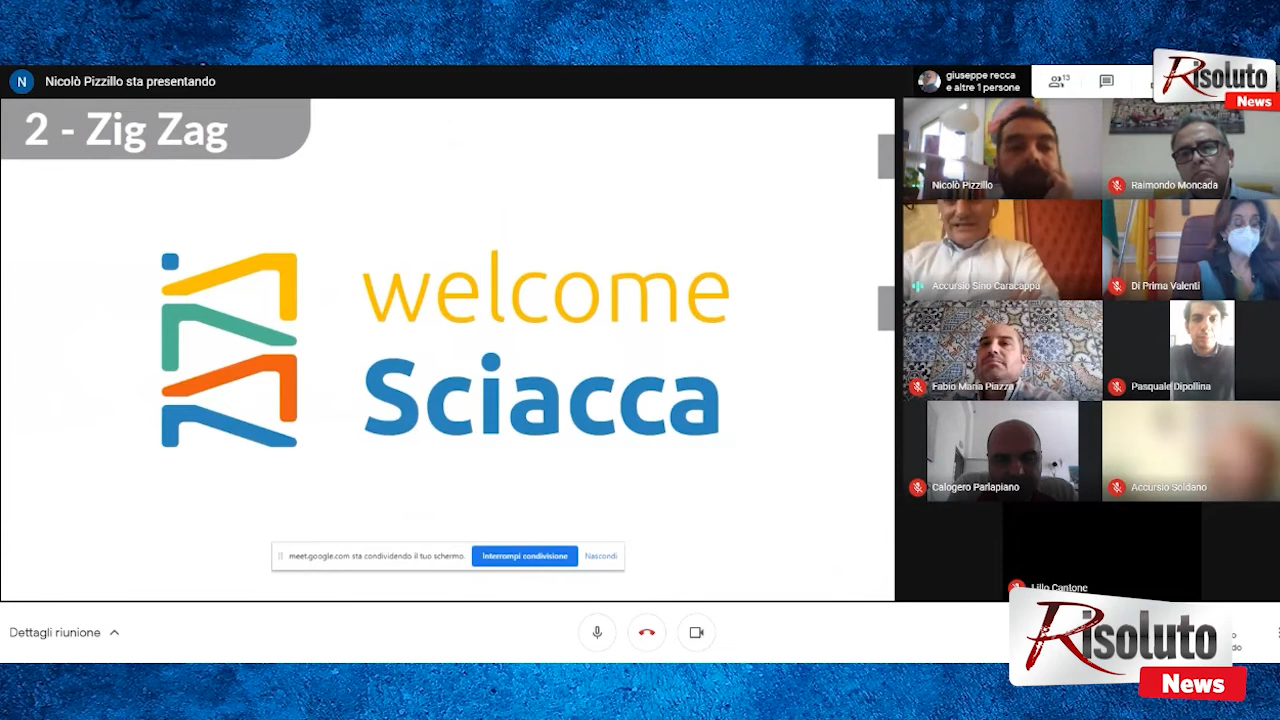 N
Nicolò Pizzillo sta presentando
giuseppe recca
e altre 1 persone
13
Risoluto
News
2 - Zig Zag
welcome
Sciacca
Nicolò Pizzillo
Raimondo Moncada
Accursio Sino Caracappa
Di Prima Valenti
Fabio Maria Piazza
Pasquale Dipollina
Calogero Parlapiano
Accursio Soldano
Lillo Cantone
meet.google.com sta condividendo il tuo schermo.
Interrompi condivisione
Nascondi
Dettagli riunione
Risoluto
News